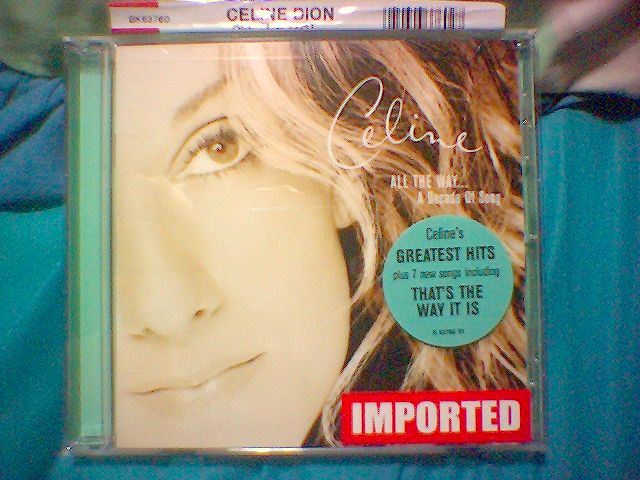 BK63760
CELINE DION
Celine
ALL THE WAY...
A Decade Of Song
Celine's
GREATEST HITS
plus 7 new songs including
THAT'S THE
WAY IT IS
IMPORTED